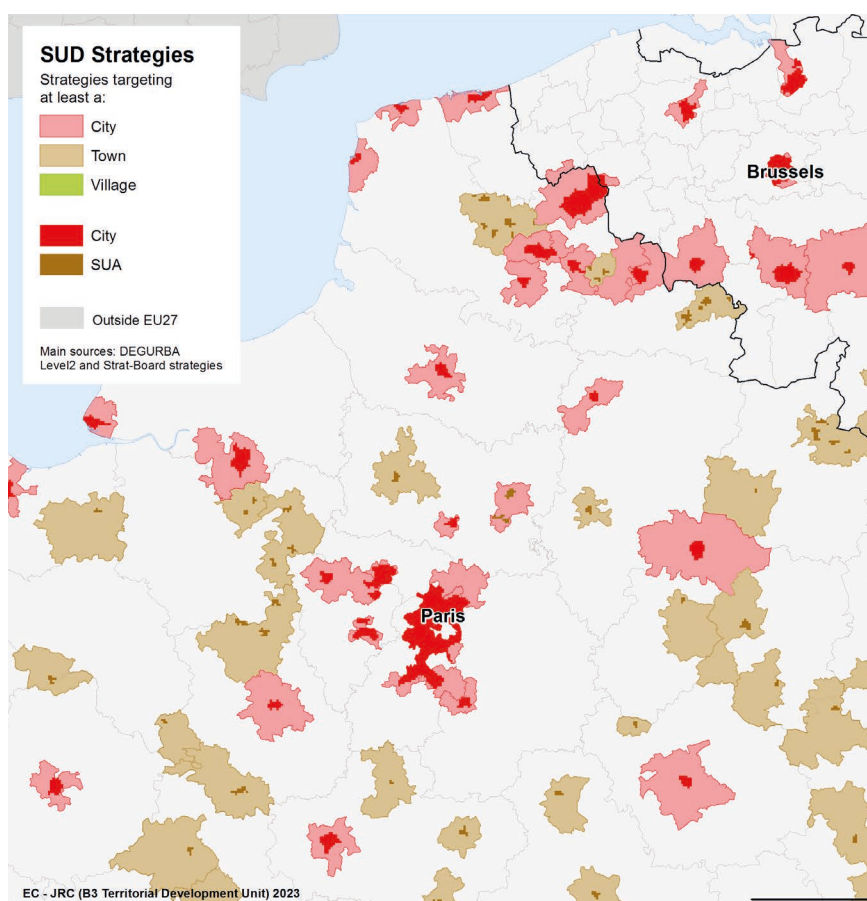 SUD Strategies
Strategies targeting
at least a:
City
Town
Village
City
SUA
Outside EU27
Main sources: DEGURBA
Level2 and Strat-Board strategies
Brussels
Paris
EC - JRC (B3 Territorial Development Unit) 2023